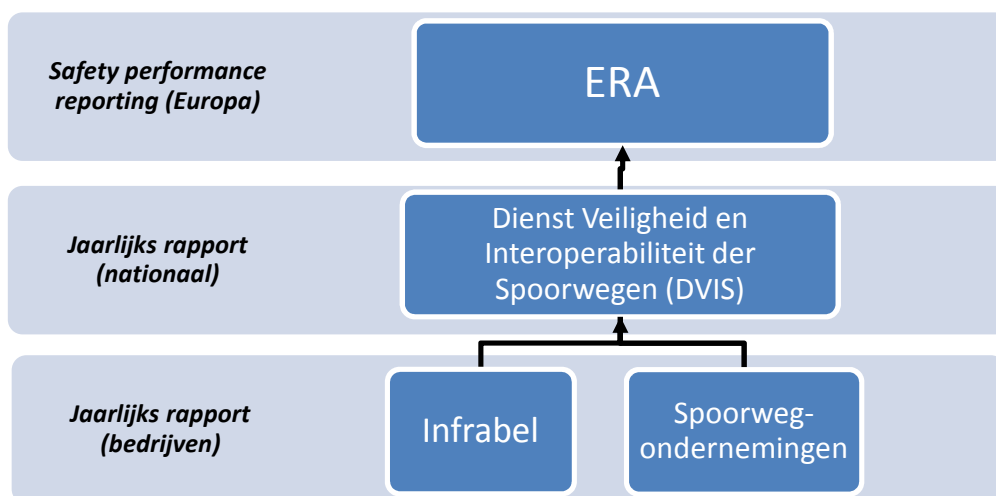 Safety performance
reporting (Europa)
ERA
Jaarlijks rapport
(nationaal)
Dienst Veiligheid en
Interoperabiliteit der
Spoorwegen (DVIS)
Jaarlijks rapport
(bedrijven)
Infrabel
Spoorweg-
ondernemingen